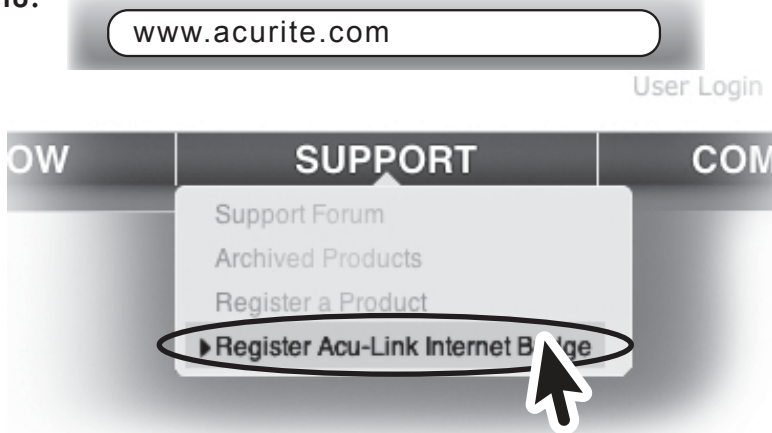 www.acurite.com
User Login
OW SUPPORT COM
Support Forum
Archived Products
Register a Product
Register Acu-Link Internet